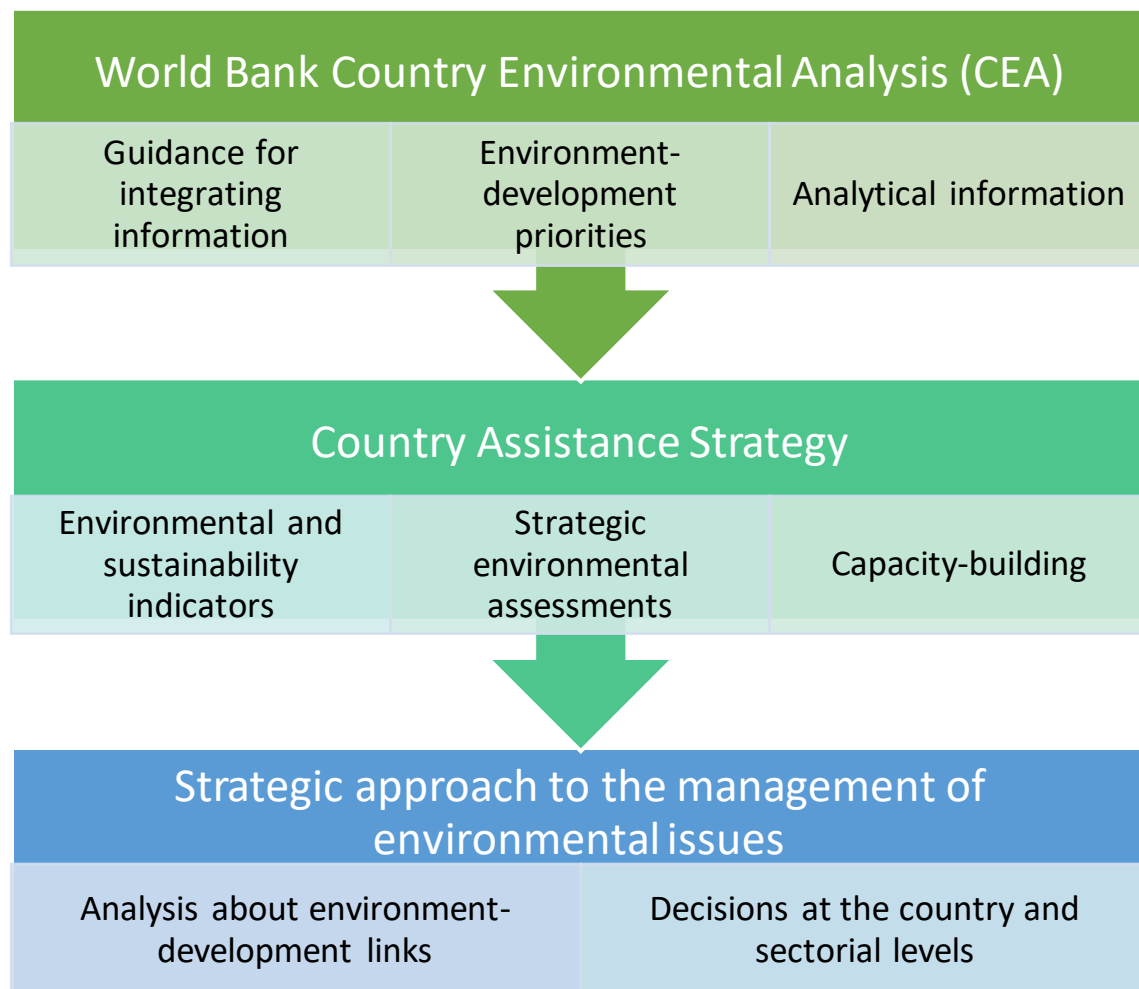 World Bank Country Environmental Analysis (CEA)
Guidance for
integrating
information
Environment-
development
priorities
Analytical information
Country Assistance Strategy
Environmental and
sustainability
indicators
Strategic
environmental
assessments
Capacity-building
Strategic approach to the management of
environmental issues
Analysis about environment-
development links
Decisions at the country and
sectorial levels